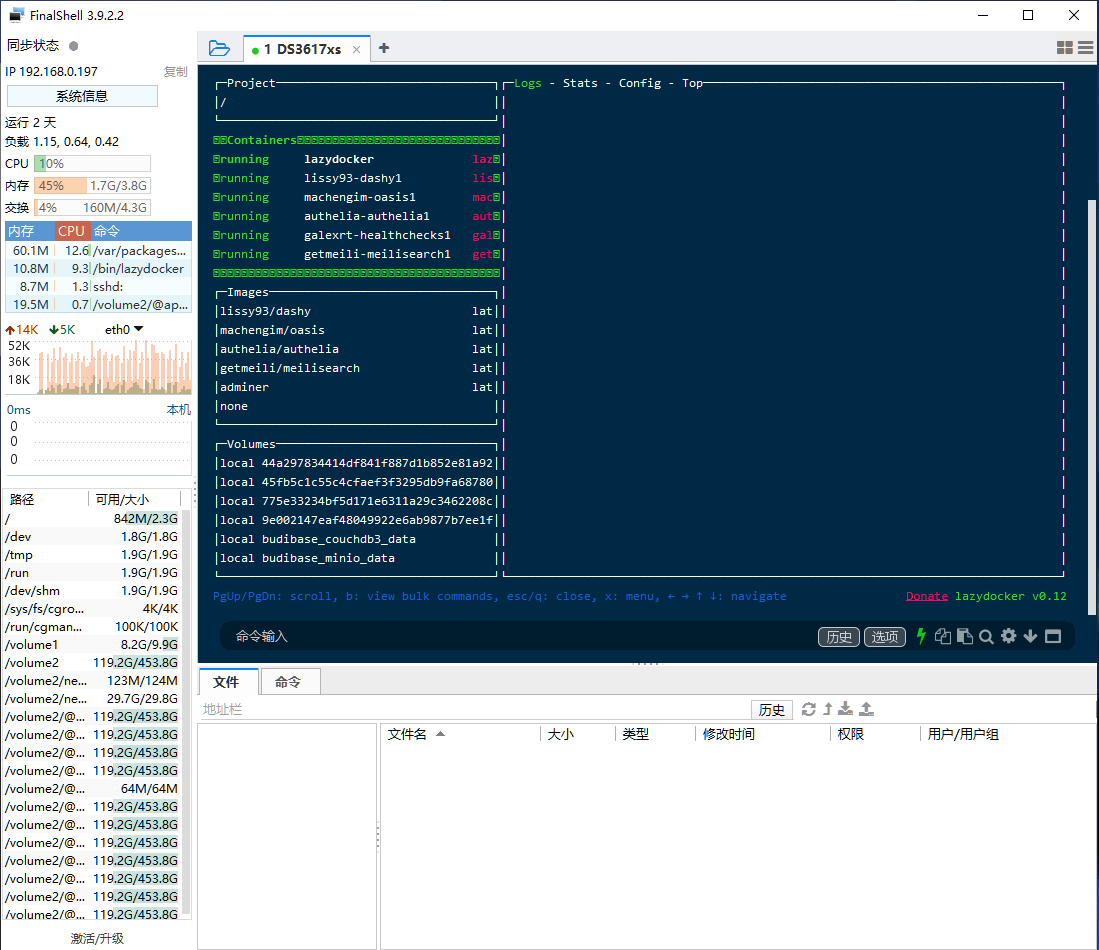 FinalShell 3.9.2.2
同步状态
IP 192.168.0.197 复制
系统信息
运行 2 天
负载 1.15, 0.64, 0.42
CPU 10%
内存 45% 1.7G/3.8G
交换 4% 160M/4.3G
内存 CPU 命令
60.1M 12.6 /var/packages...
10.8M 9.3 /bin/lazydocker
8.7M 1.3 sshd:
19.5M 0.7 /volume2/@ap...
14K 5K eth0
52K
36K
18K
0ms 本机
0
0
0
路径 可用/大小
/ 842M/2.3G
/dev 1.8G/1.8G
/tmp 1.9G/1.9G
/run 1.9G/1.9G
/dev/shm 1.9G/1.9G
/sys/fs/cgro... 4K/4K
/run/cgman... 100K/100K
/volume1 8.2G/9.9G
/volume2 119.2G/453.8G
/volume2/ne... 123M/124M
/volume2/ne... 29.7G/29.8G
/volume2/@... 119.2G/453.8G
/volume2/@... 119.2G/453.8G
/volume2/@... 119.2G/453.8G
/volume2/@... 119.2G/453.8G
/volume2/@... 64M/64M
/volume2/@... 119.2G/453.8G
/volume2/@... 119.2G/453.8G
/volume2/@... 119.2G/453.8G
/volume2/@... 119.2G/453.8G
/volume2/@... 119.2G/453.8G
/volume2/@... 119.2G/453.8G
/volume2/@... 119.2G/453.8G
激活/升级
1 DS3617xs
Project
/
Containers
running lazydocker laz
running lissy93-dashy1 lis
running machengim-oasis1 mac
running authelia-authelia1 aut
running galexrt-healthchecks1 gal
running getmeili-meilisearch1 get
Images
lissy93/dashy lat
machengim/oasis lat
authelia/authelia lat
getmeili/meilisearch lat
adminer lat
none
Volumes
local 44a297834414df841f887d1b852e81a92
local 45fb5c1c55c4cfaef3f3295db9fa68780
local 775e33234bf5d171e6311a29c3462208c
local 9e002147eaf48049922e6ab9877b7ee1f
local budibase_couchdb3_data
local budibase_minio_data
Logs - Stats - Config - Top
PgUp/PgDn: scroll, b: view bulk commands, esc/q: close, x: menu, ← → ↑ ↓: navigate Donate lazydocker v0.12
命令输入 历史 选项
文件 命令
地址栏 历史
文件名 大小 类型 修改时间 权限 用户/用户组